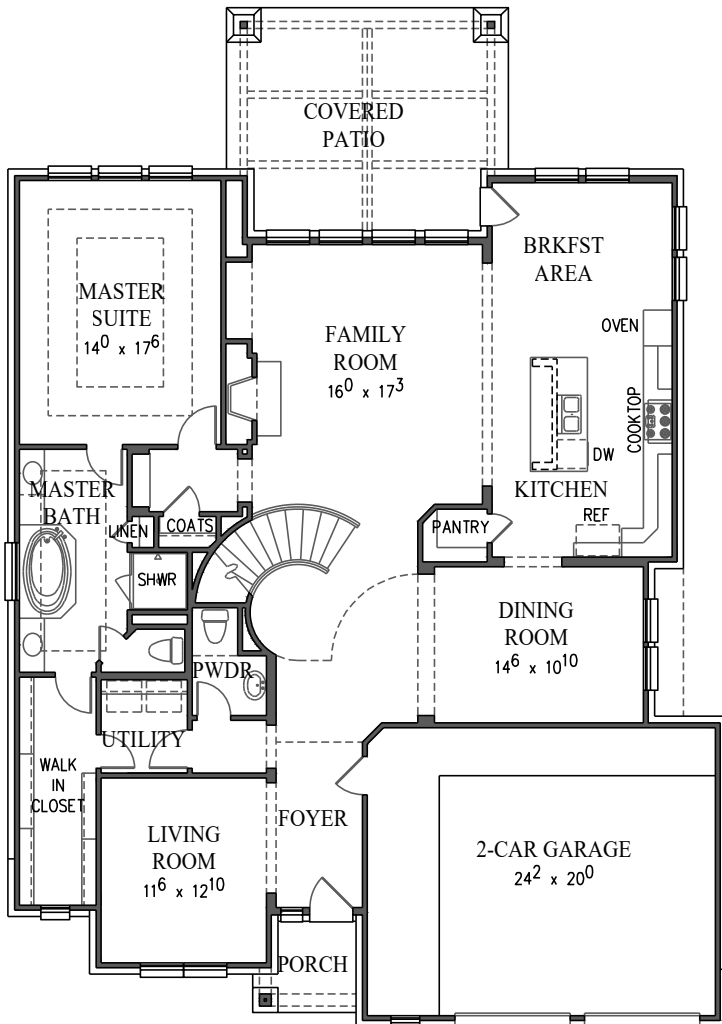 COVERED
PATIO
BRKFST
AREA
MASTER
SUITE
14⁰ x 17⁶
FAMILY
ROOM
16⁰ x 17³
OVEN
COOKTOP
DW
KITCHEN
REF
PANTRY
MASTER
BATH
LINEN
COATS
SHWR
DINING
ROOM
14⁶ x 10¹⁰
PWDR
UTILITY
WALK
IN
CLOSET
LIVING
ROOM
11⁶ x 12¹⁰
FOYER
2-CAR GARAGE
24² x 20⁰
PORCH